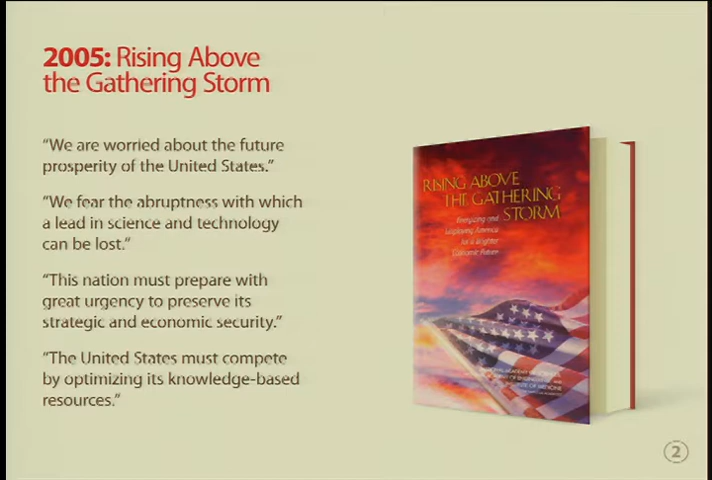 2005: Rising Above
the Gathering Storm
“We are worried about the future
prosperity of the United States.”
“We fear the abruptness with which
a lead in science and technology
can be lost.”
“This nation must prepare with
great urgency to preserve its
strategic and economic security.”
“The United States must compete
by optimizing its knowledge-based
resources.”
RISING ABOVE
THE GATHERING
STORM
Energizing and
Employing America
for a Brighter
Economic Future
2